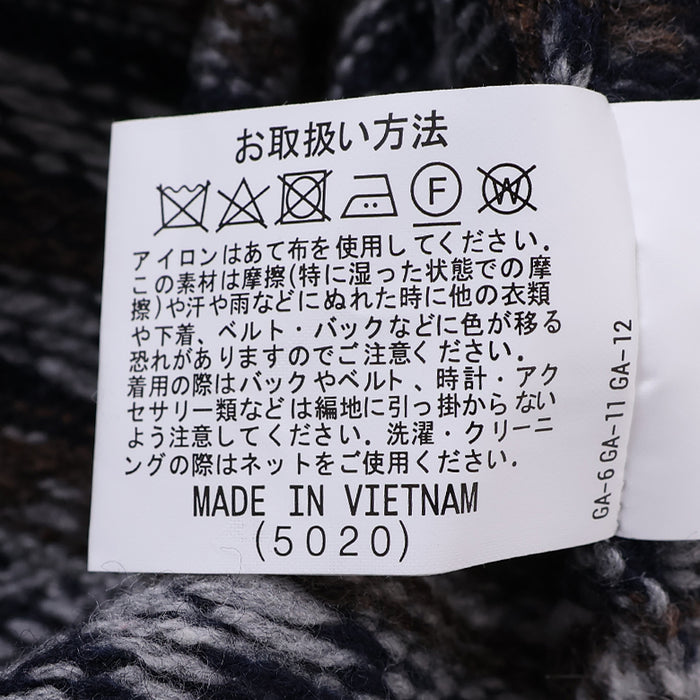 お取扱い方法
F W
アイロンはあて布を使用してください.
この素材は摩擦(特に湿った状態での摩
擦)や汗や雨などにぬれた時に他の衣類
や下着、ベルト・バックなどに色が移る
恐れがありますのでご注意ください.
着用の際はバックやベルト、時計・アク
セサリー類などは編地に引っ掛からない
よう注意してください.洗濯・クリーニ
ングの際はネットをご使用ください.
MADE IN VIETNAM
(5020)
GA-6 GA-11 GA-12